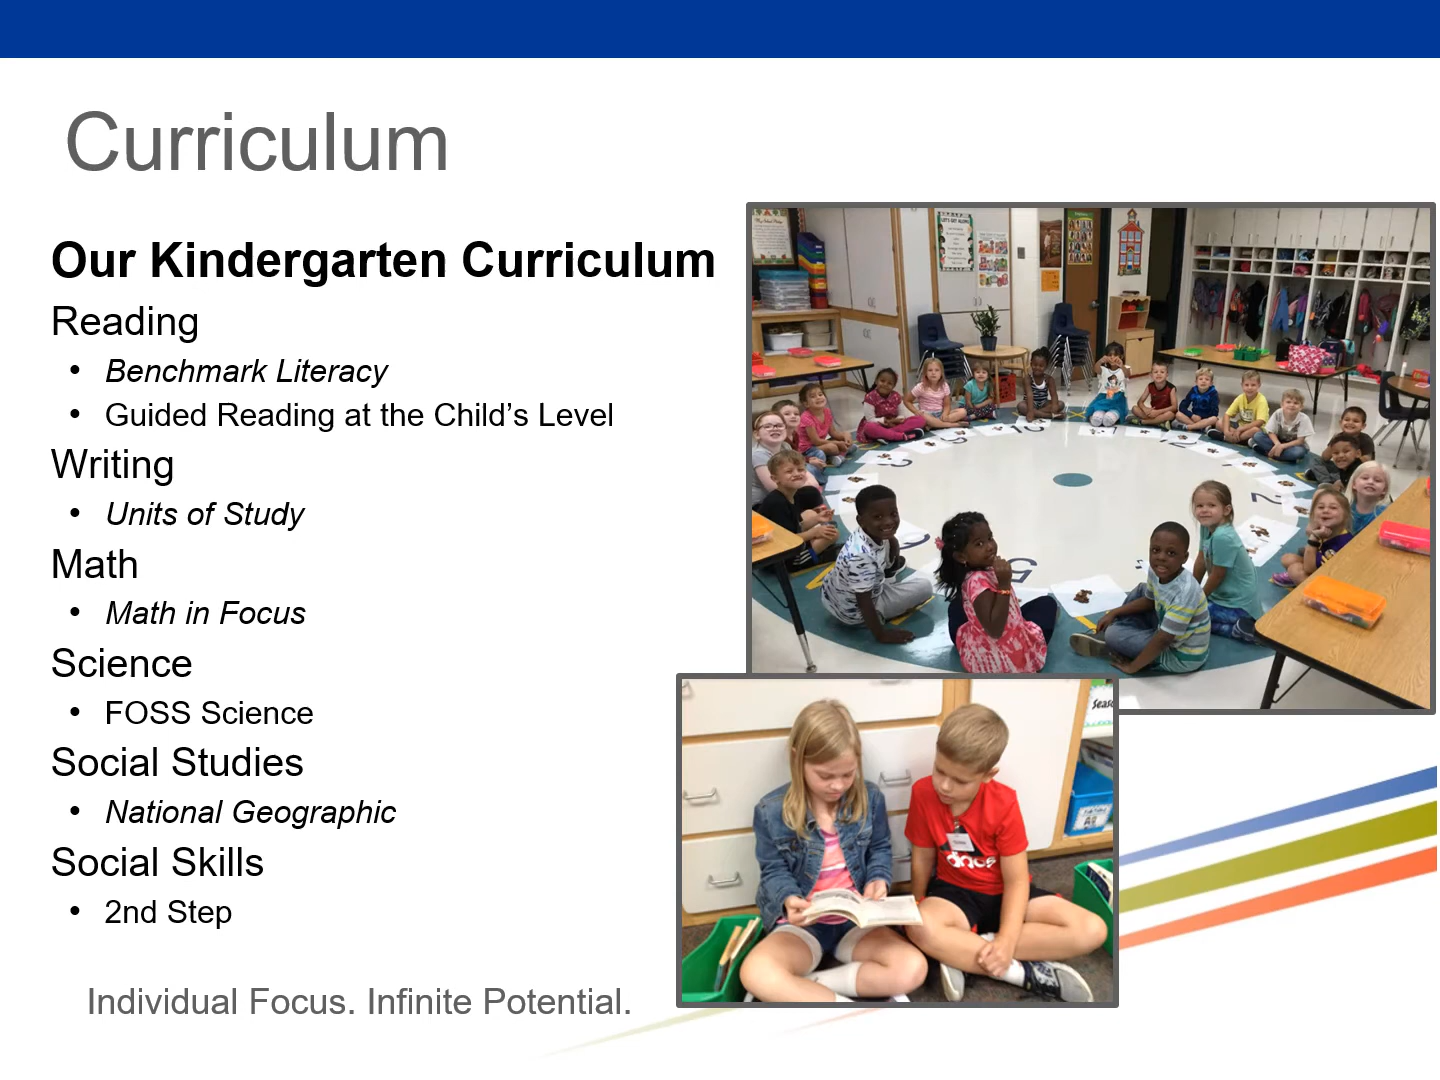 Curriculum
Our Kindergarten Curriculum
Reading
• Benchmark Literacy
• Guided Reading at the Child’s Level
Writing
• Units of Study
Math
• Math in Focus
Science
• FOSS Science
Social Studies
• National Geographic
Social Skills
• 2nd Step
Individual Focus. Infinite Potential.